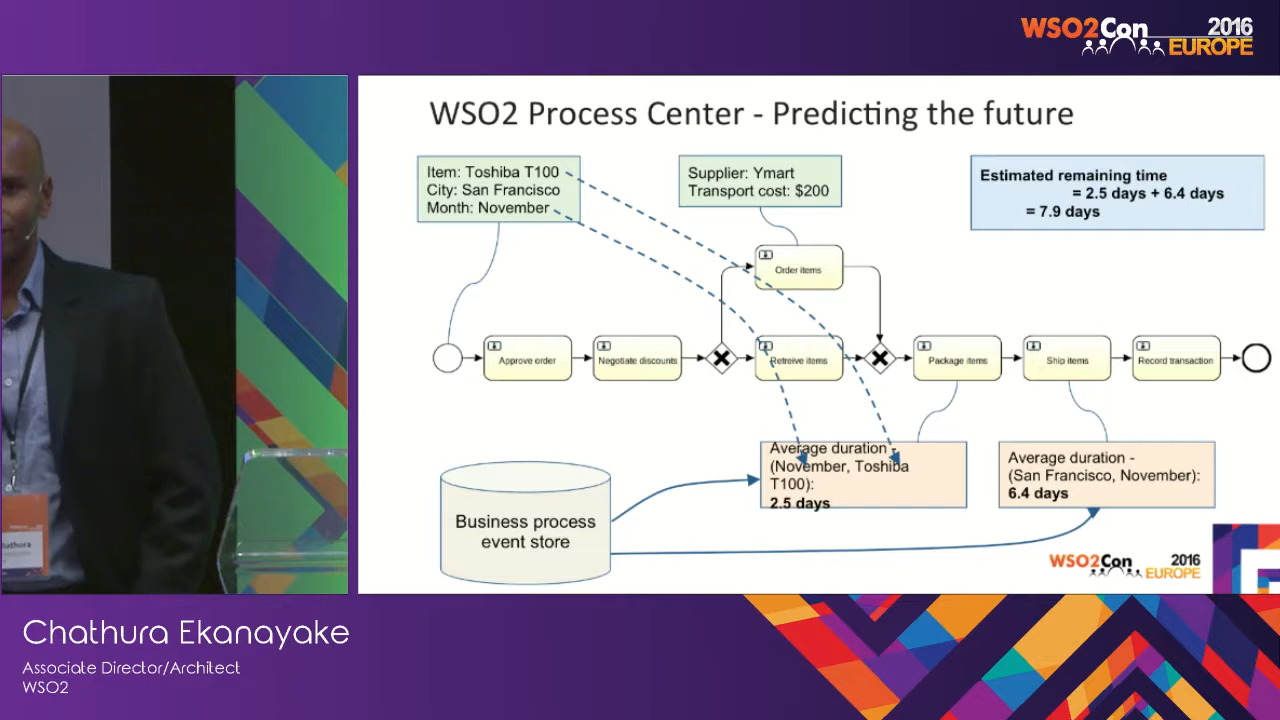 WSO2Con 2016
EUROPE
WSO2 Process Center - Predicting the future
Item: Toshiba T100
City: San Francisco
Month: November
Supplier: Ymart
Transport cost: $200
Estimated remaining time
= 2.5 days + 6.4 days
= 7.9 days
Order items
Approve order
Negotiate discounts
Retreive items
Package items
Ship items
Record transaction
Average duration -
(November, Toshiba
T100):
2.5 days
Average duration -
(San Francisco, November):
6.4 days
Business process
event store
WSO2Con 2016
EUROPE
Chathura Ekanayake
Associate Director/Architect
WSO2